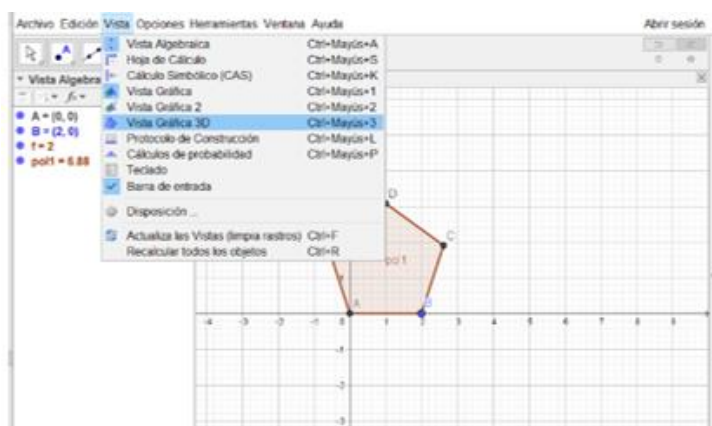 Archivo Edición Vista Opciones Herramientas Ventana Ayuda Abrir sesión
Vista Algebraica Ctrl+Mayús+A
Hoja de Cálculo Ctrl+Mayús+S
Cálculo Simbólico (CAS) Ctrl+Mayús+K
Vista Gráfica Ctrl+Mayús+1
Vista Gráfica 2 Ctrl+Mayús+2
Vista Gráfica 3D Ctrl+Mayús+3
Protocolo de Construcción Ctrl+Mayús+L
Cálculos de probabilidad Ctrl+Mayús+P
Teclado
Barra de entrada
Disposición ...
Actualiza las Vistas (limpia rastros) Ctrl+F
Recalcular todos los objetos Ctrl+R
Vista Algebra
A = (0, 0)
B = (2, 0)
f = 2
pol1 = 6.88
D
C
pol1
1
A B
-4 -3 -2 -1 0 1 2 3 4 5 6 7 8 9
-1
-2
-3